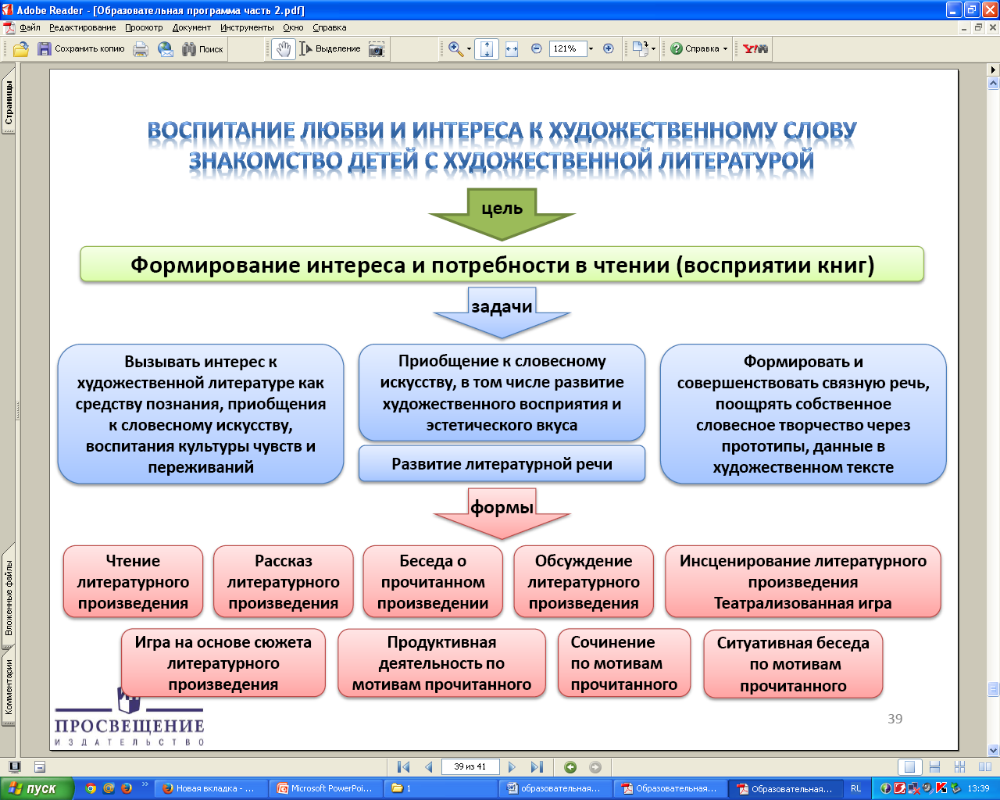 Adobe Reader - [Образовательная программа часть 2.pdf]
Файл Редактирование Просмотр Документ Инструменты Окно Справка
Сохранить копию Поиск Выделение 121% Справка Y!
Страницы
ВОСПИТАНИЕ ЛЮБВИ И ИНТЕРЕСА К ХУДОЖЕСТВЕННОМУ СЛОВУ
ЗНАКОМСТВО ДЕТЕЙ С ХУДОЖЕСТВЕННОЙ ЛИТЕРАТУРОЙ
цель
Формирование интереса и потребности в чтении (восприятии книг)
задачи
Вызывать интерес к
художественной литературе как
средству познания, приобщения
к словесному искусству,
воспитания культуры чувств и
переживаний
Приобщение к словесному
искусству, в том числе развитие
художественного восприятия и
эстетического вкуса
Развитие литературной речи
Формировать и
совершенствовать связную речь,
поощрять собственное
словесное творчество через
прототипы, данные в
художественном тексте
формы
Чтение
литературного
произведения
Рассказ
литературного
произведения
Беседа о
прочитанном
произведении
Обсуждение
литературного
произведения
Инсценирование литературного
произведения
Театрализованная игра
Игра на основе сюжета
литературного
произведения
Продуктивная
деятельность по
мотивам прочитанного
Сочинение
по мотивам
прочитанного
Ситуативная беседа
по мотивам
прочитанного
Вложенные файлы
Комментарии
ПРОСВЕЩЕНИЕ
ИЗДАТЕЛЬСТВО
39
39 из 41
пуск Новая вкладка - ... Microsoft PowerPoi... 1 образовательная... Образовательная... Образовательная... RL 13:39